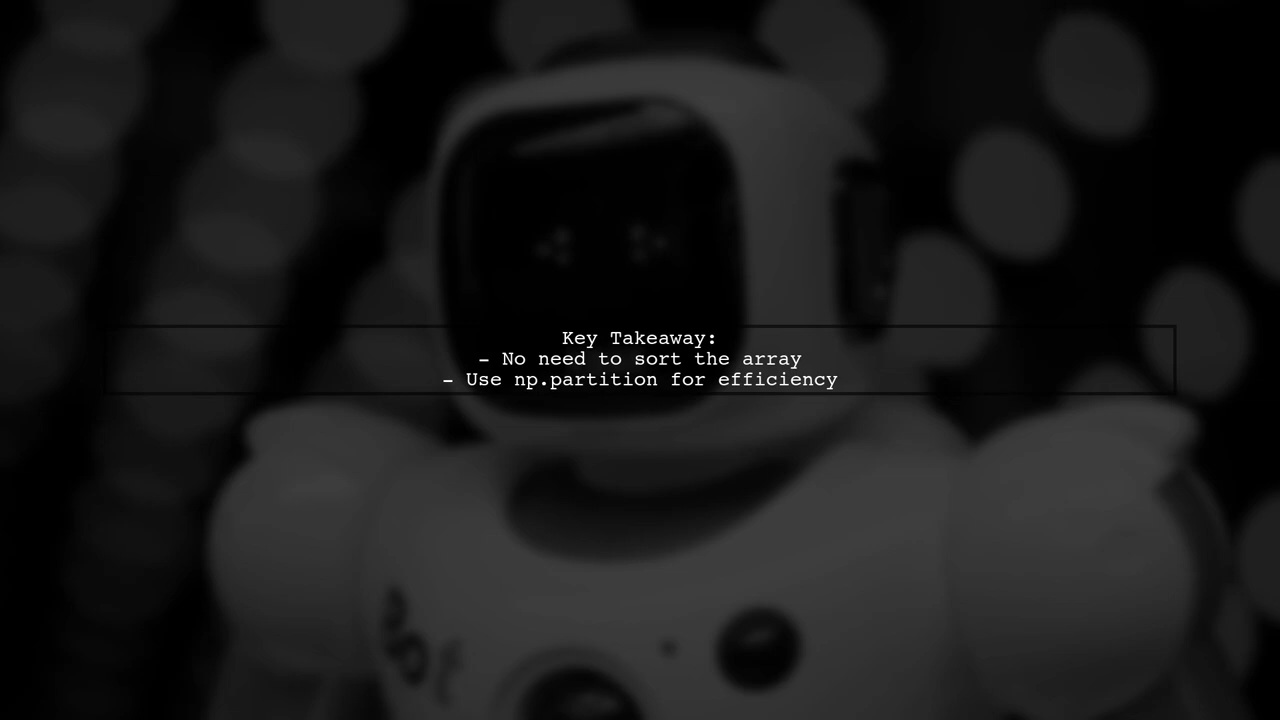 Key Takeaway:
- No need to sort the array
- Use np.partition for efficiency